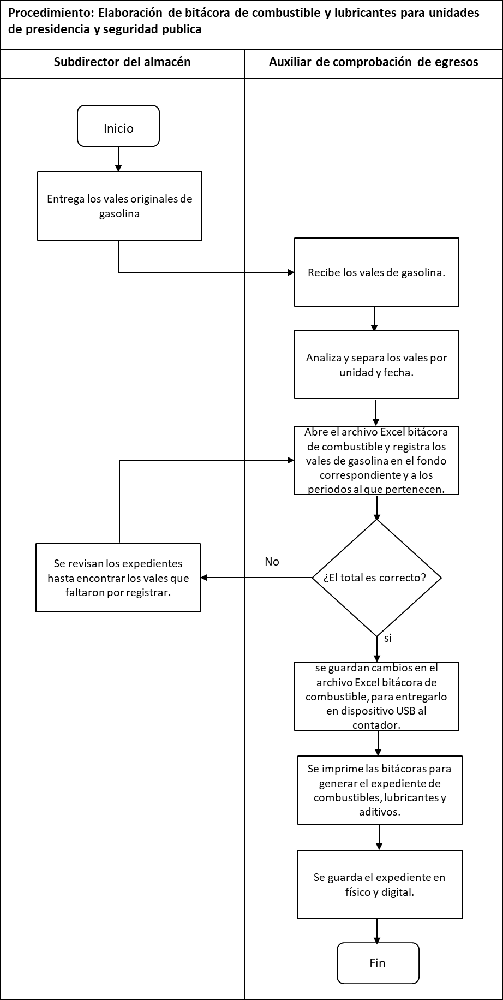 Procedimiento: Elaboración de bitácora de combustible y lubricantes para unidades
de presidencia y seguridad publica
Subdirector del almacén
Auxiliar de comprobación de egresos
Inicio
Entrega los vales originales de
gasolina
Recibe los vales de gasolina.
Analiza y separa los vales por
unidad y fecha.
Abre el archivo Excel bitácora
de combustible y registra los
vales de gasolina en el fondo
correspondiente y a los
periodos al que pertenecen.
¿El total es correcto?
No
Se revisan los expedientes
hasta encontrar los vales que
faltaron por registrar.
si
se guardan cambios en el
archivo Excel bitácora de
combustible, para entregarlo
en dispositivo USB al
contador.
Se imprime las bitácoras para
generar el expediente de
combustibles, lubricantes y
aditivos.
Se guarda el expediente en
físico y digital.
Fin